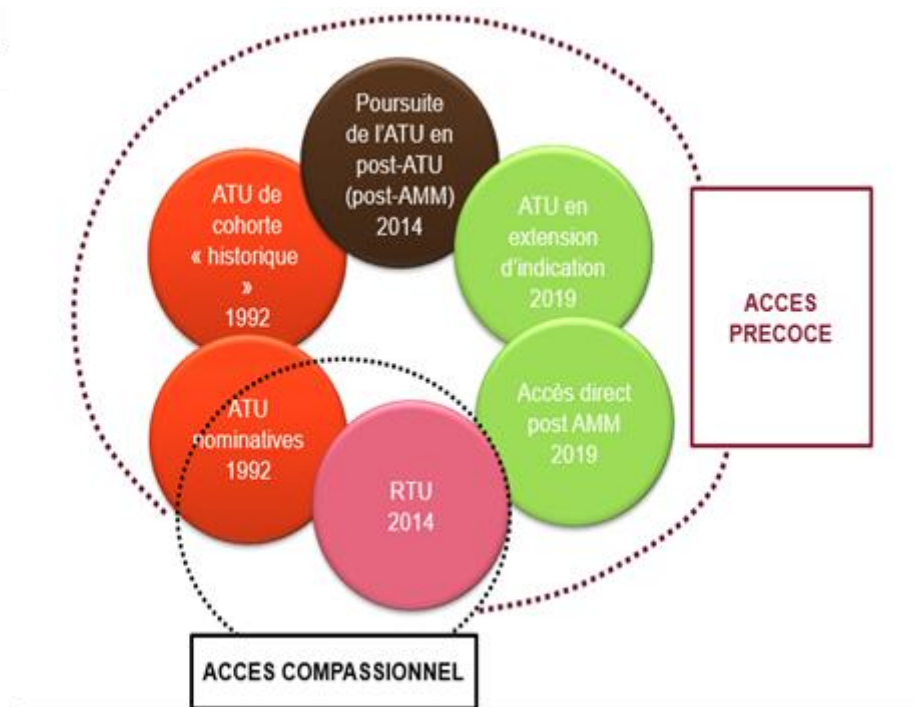 Poursuite
de l'ATU en
post-ATU
(post-AMM)
2014
ATU de
cohorte
« historique
»
1992
ATU en
extension
d'indication
2019
ACCES
PRECOCE
ATU
nominatives
1992
Accès direct
post AMM
2019
RTU
2014
ACCES COMPASSIONNEL